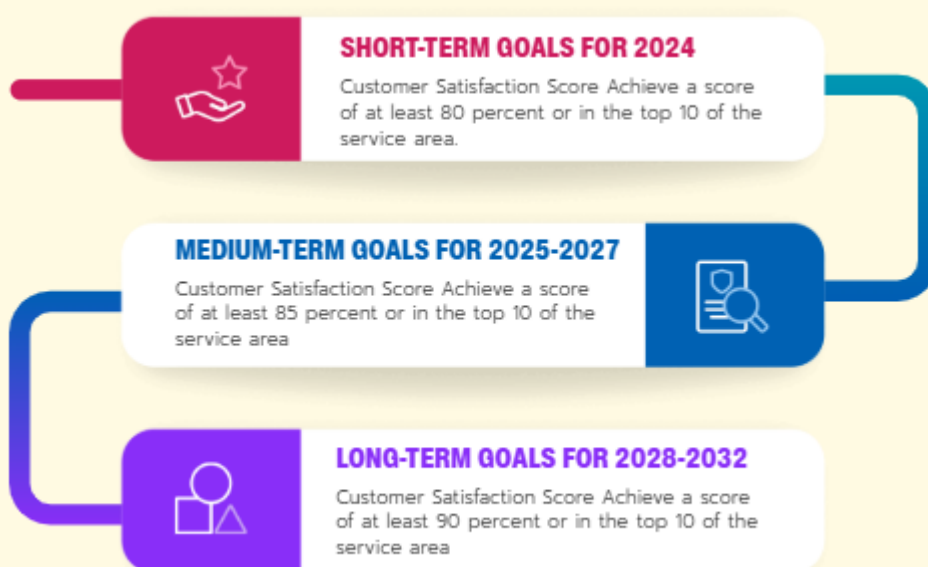 SHORT-TERM GOALS FOR 2024
Customer Satisfaction Score Achieve a score
of at least 80 percent or in the top 10 of the
service area.
MEDIUM-TERM GOALS FOR 2025-2027
Customer Satisfaction Score Achieve a score
of at least 85 percent or in the top 10 of the
service area
LONG-TERM GOALS FOR 2028-2032
Customer Satisfaction Score Achieve a score
of at least 90 percent or in the top 10 of the
service area